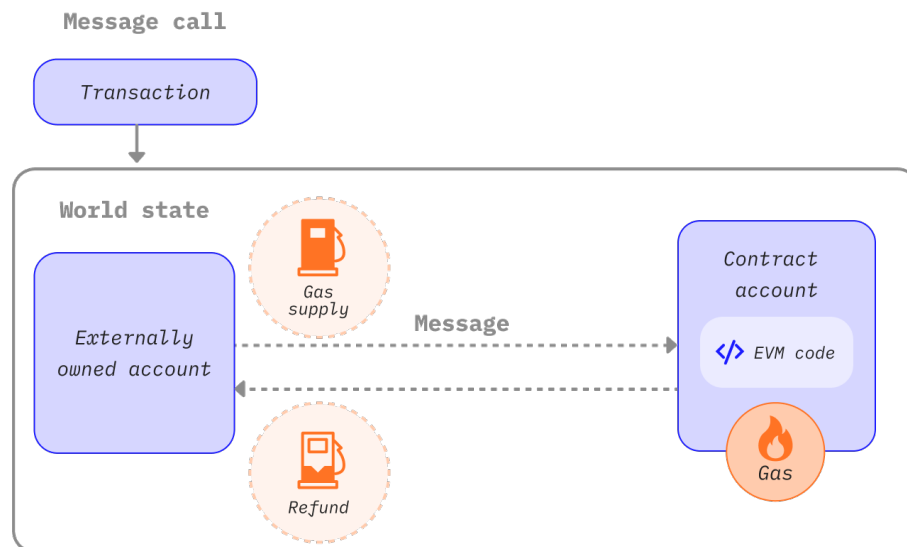 Message call
Transaction
World state
Gas
supply
Contract
account
Message
Externally
owned account
</> EVM code
Refund
Gas